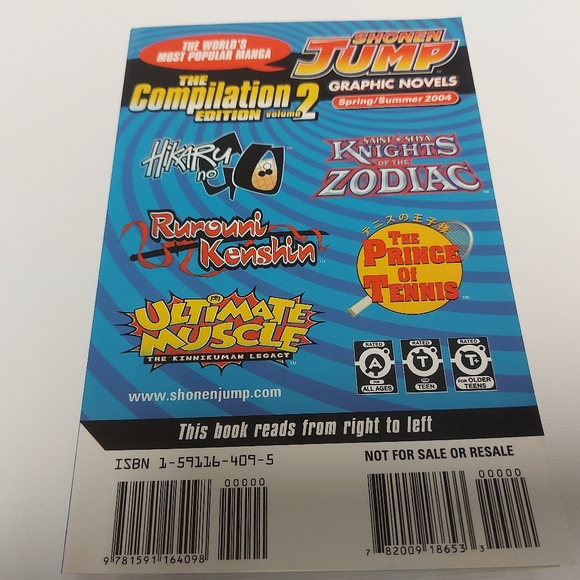 THE WORLD'S
MOST POPULAR MANGA
SHONEN
JUMP
GRAPHIC NOVELS
Spring/Summer 2004
THE
Compilation
EDITION volume 2
HIKARU
no
GO
SAINT SEIYA
KNIGHTS
OF THE
ZODIAC
Rurouni
Kenshin
テニスの王子様
THE
PRINCE
OF
TENNIS
ULTIMATE
MUSCLE
THE KINNIKUMAN LEGACY
RATED
A
FOR
ALL AGES
RATED
T
FOR
TEEN
RATED
T+
FOR OLDER
TEENS
www.shonenjump.com
This book reads from right to left
ISBN 1-59116-409-5
NOT FOR SALE OR RESALE
00000
00000
9 781591 164098
7 82009 18653 3